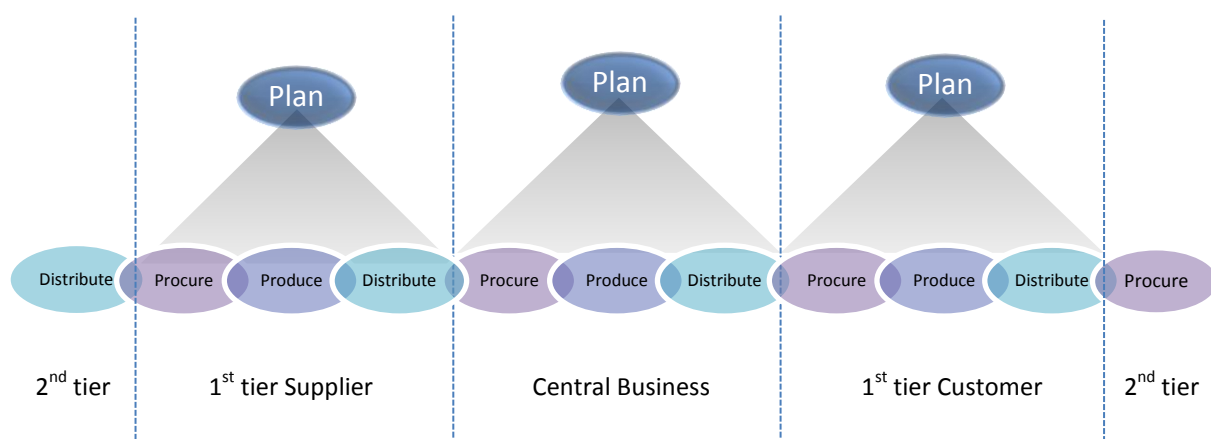 Plan Plan Plan
Distribute Procure Produce Distribute Procure Produce Distribute Procure Produce Distribute Procure
2nd tier 1st tier Supplier Central Business 1st tier Customer 2nd tier